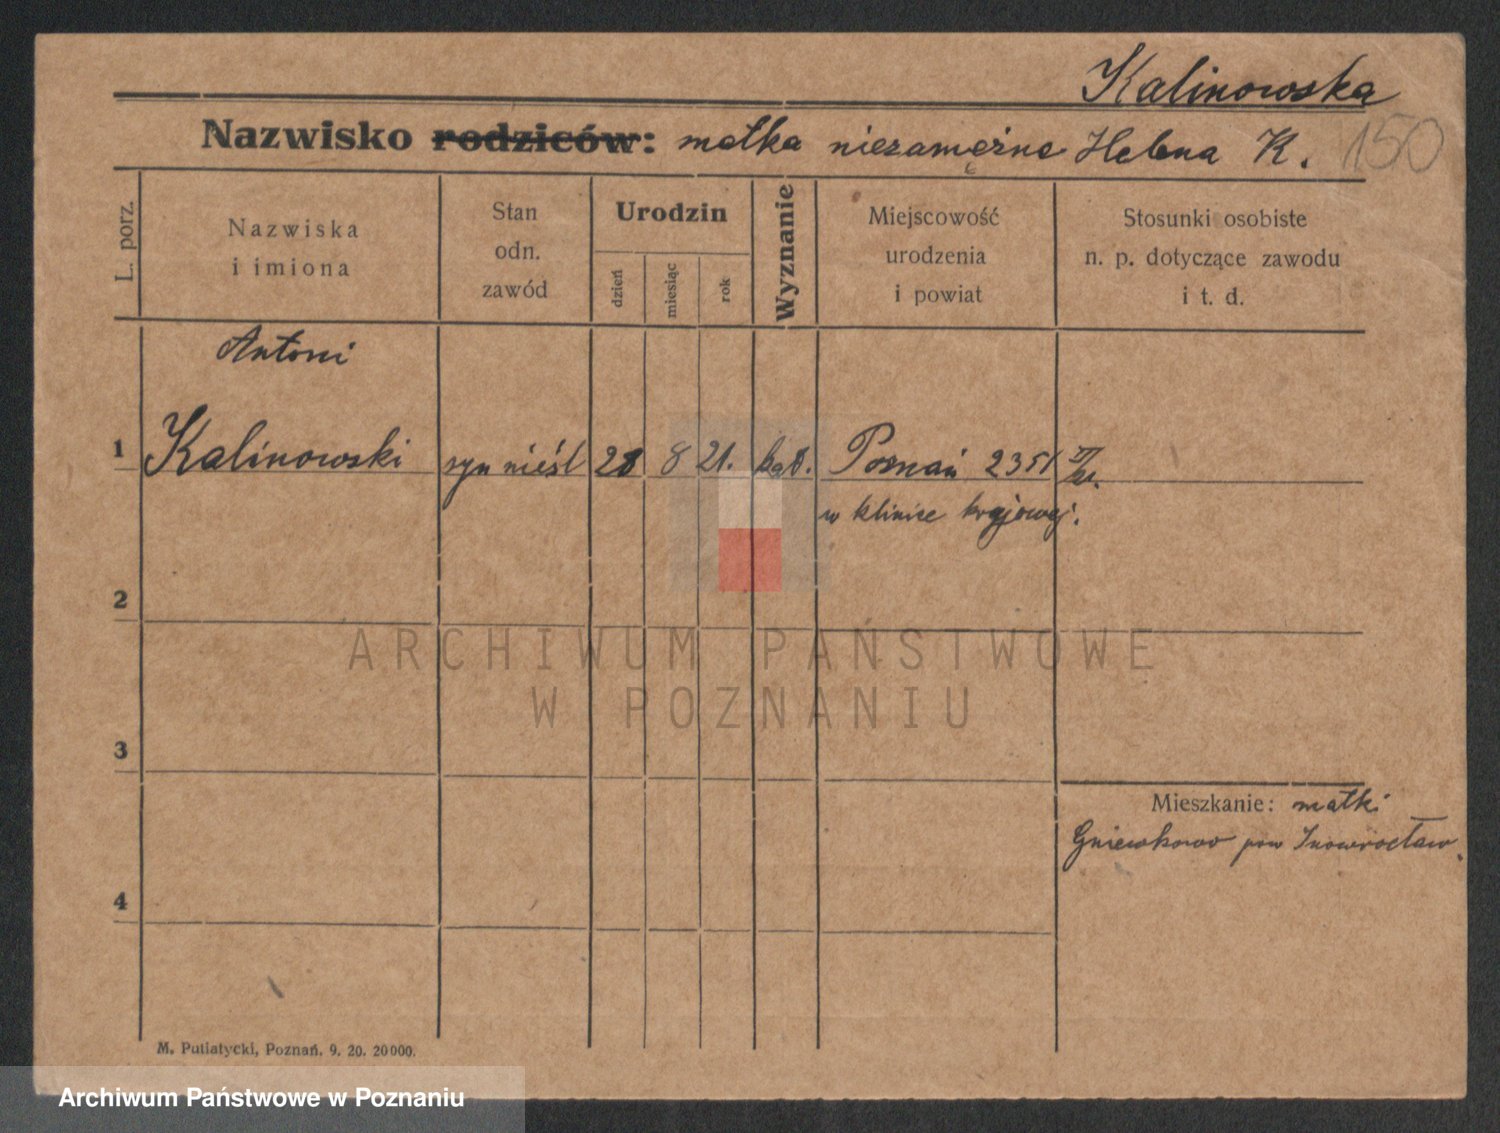 Kalinowska
Nazwisko rodziców: matka niezamężna Helena K. 150
L. porz.
Nazwiska
i imiona
Stan
odn.
zawód
Urodzin
dzień
miesiąc
rok
Wyznanie
Miejscowość
urodzenia
i powiat
Stosunki osobiste
n. p. dotyczące zawodu
i t. d.
Antoni
1 Kalinowski syn nieśl 28 8 21. kat. Poznań 2351
w klinice krajowej.
2
3
4
Mieszkanie: matki
Gniewkowo pow Inowrocław.
M. Putiatycki, Poznań. 9. 20. 20000.
ARCHIWUM PAŃSTWOWE
W POZNANIU
Archiwum Państwowe w Poznaniu